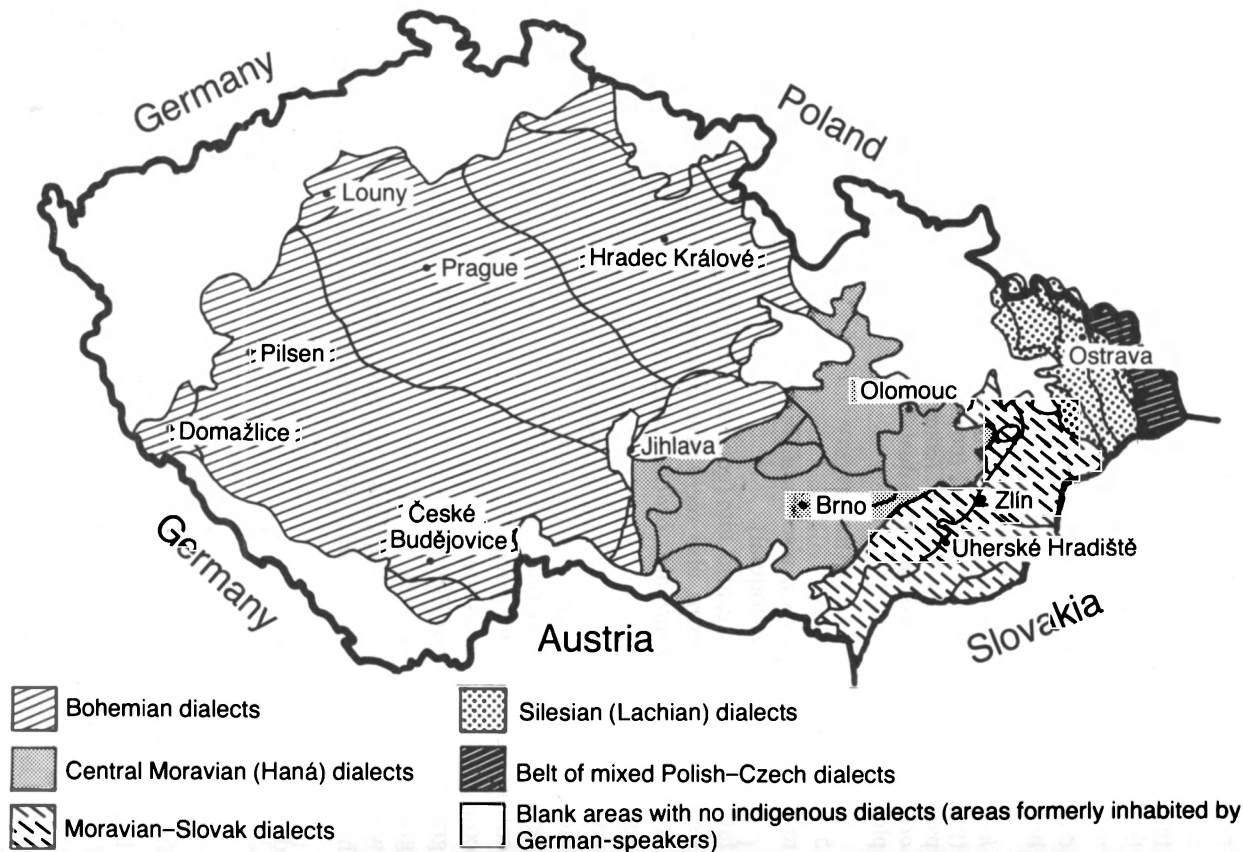 Germany
Poland
Louny
Prague
Hradec Králové
Pilsen
Ostrava
Olomouc
Domažlice
Jihlava
Brno
Zlín
České
Budějovice
Uherské Hradiště
Germany
Austria
Slovakia
Bohemian dialects
Silesian (Lachian) dialects
Central Moravian (Haná) dialects
Belt of mixed Polish–Czech dialects
Moravian–Slovak dialects
Blank areas with no indigenous dialects (areas formerly inhabited by
German-speakers)